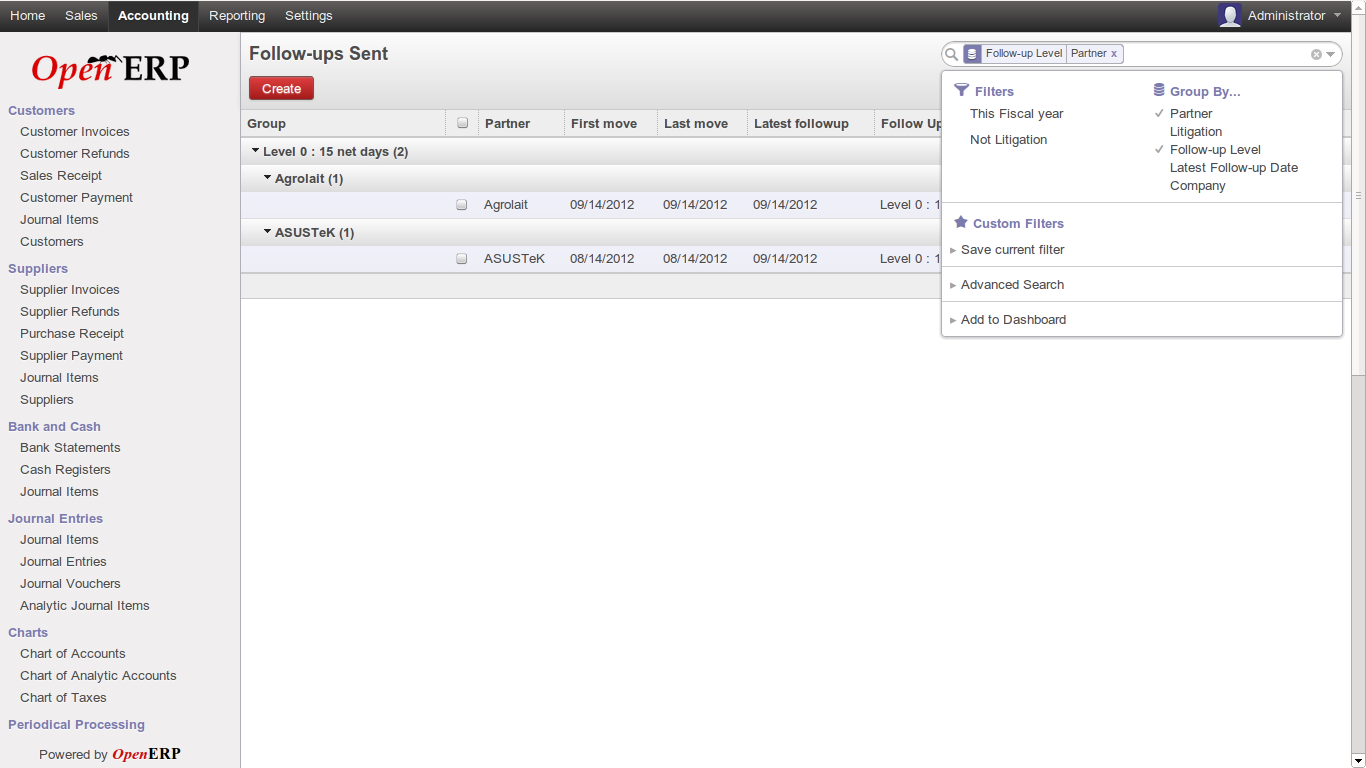 Home Sales Accounting Reporting Settings Administrator
Open ERP
Customers
Customer Invoices
Customer Refunds
Sales Receipt
Customer Payment
Journal Items
Customers
Suppliers
Supplier Invoices
Supplier Refunds
Purchase Receipt
Supplier Payment
Journal Items
Suppliers
Bank and Cash
Bank Statements
Cash Registers
Journal Items
Journal Entries
Journal Items
Journal Entries
Journal Vouchers
Analytic Journal Items
Charts
Chart of Accounts
Chart of Analytic Accounts
Chart of Taxes
Periodical Processing
Powered by OpenERP
Follow-ups Sent
Follow-up Level Partner x
Create
Group Partner First move Last move Latest followup Follow Up
Level 0 : 15 net days (2)
Agrolait (1)
Agrolait 09/14/2012 09/14/2012 09/14/2012 Level 0 : 1
ASUSTeK (1)
ASUSTeK 08/14/2012 08/14/2012 09/14/2012 Level 0 : 1
Filters
This Fiscal year
Not Litigation
Group By...
Partner
Litigation
Follow-up Level
Latest Follow-up Date
Company
Custom Filters
Save current filter
Advanced Search
Add to Dashboard